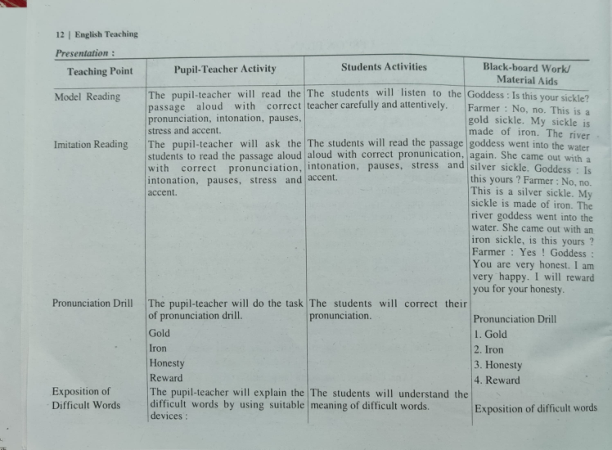 12 | English Teaching
Presentation :
Teaching Point
Pupil-Teacher Activity
Students Activities
Black-board Work/
Material Aids
Model Reading
The pupil-teacher will read the
passage aloud with correct
pronunciation, intonation, pauses,
stress and accent.
The students will listen to the
teacher carefully and attentively.
Goddess : Is this your sickle?
Farmer : No, no. This is a
gold sickle. My sickle is
made of iron. The river
goddess went into the water
again. She came out with a
silver sickle. Goddess : Is
this yours ? Farmer : No, no.
This is a silver sickle. My
sickle is made of iron. The
river goddess went into the
water. She came out with an
iron sickle, is this yours ?
Farmer : Yes ! Goddess :
You are very honest. I am
very happy. I will reward
you for your honesty.
Imitation Reading
The pupil-teacher will ask the
students to read the passage aloud
with correct pronunciation,
intonation, pauses, stress and
accent.
The students will read the passage
aloud with correct pronunication,
intonation, pauses, stress and
accent.
Pronunciation Drill
The pupil-teacher will do the task
of pronunciation drill.
Gold
Iron
Honesty
Reward
The students will correct their
pronunciation.
Pronunciation Drill
1. Gold
2. Iron
3. Honesty
4. Reward
Exposition of
Difficult Words
The pupil-teacher will explain the
difficult words by using suitable
devices :
The students will understand the
meaning of difficult words.
Exposition of difficult words